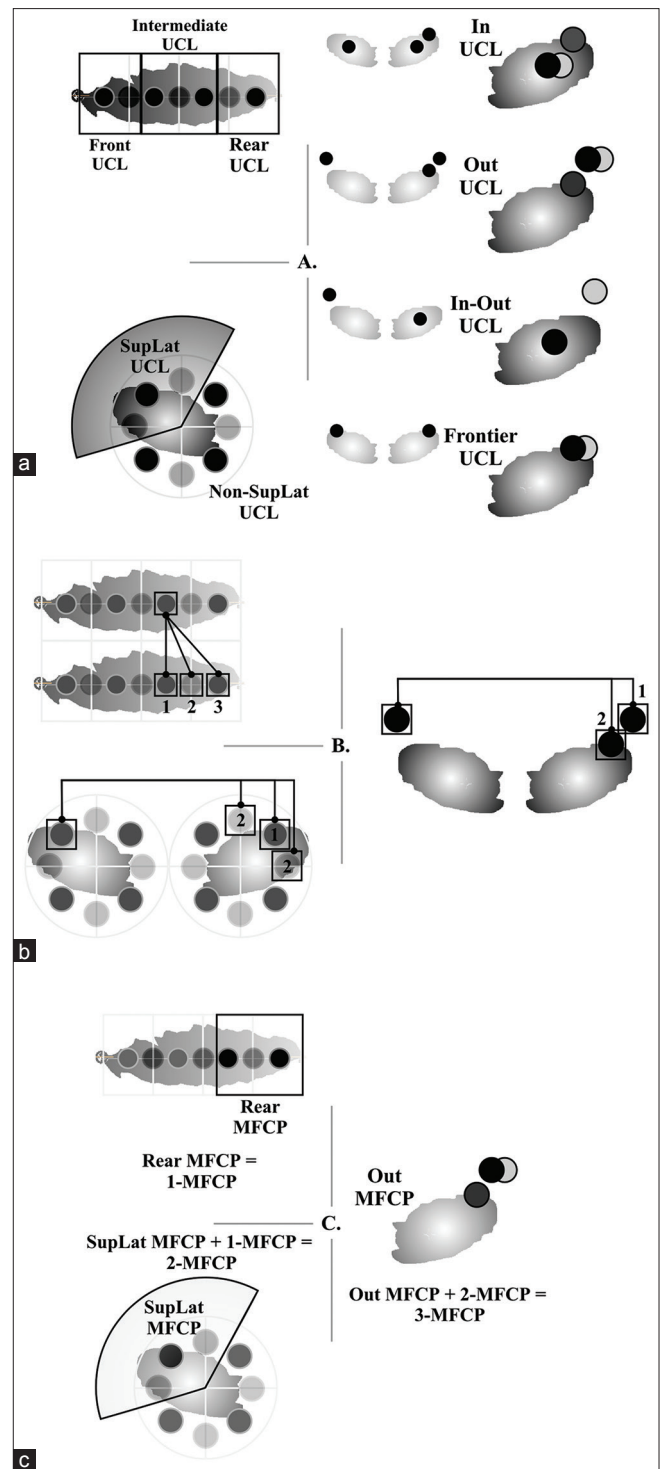 Intermediate
UCL
Front
UCL
Rear
UCL
In
UCL
Out
UCL
A.
In-Out
UCL
SupLat
UCL
Frontier
UCL
Non-SupLat
UCL
a
1 2 3
B.
1
2
2
1
2
b
Rear
MFCP
Rear MFCP =
1-MFCP
Out
MFCP
C.
SupLat MFCP + 1-MFCP =
2-MFCP
Out MFCP + 2-MFCP =
3-MFCP
SupLat
MFCP
c